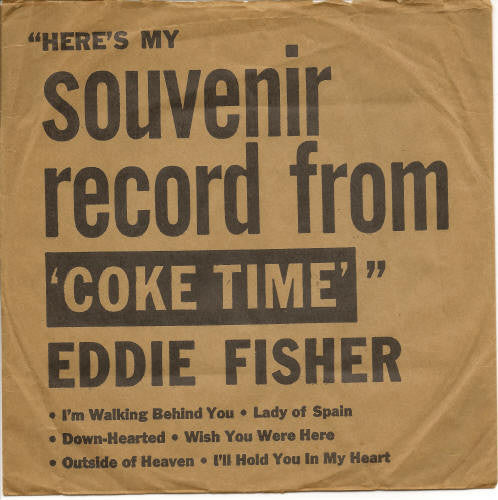 “HERE'S MY
souvenir
record from
‘COKE TIME’”
EDDIE FISHER
• I'm Walking Behind You • Lady of Spain
• Down-Hearted • Wish You Were Here
• Outside of Heaven • I'll Hold You In My Heart